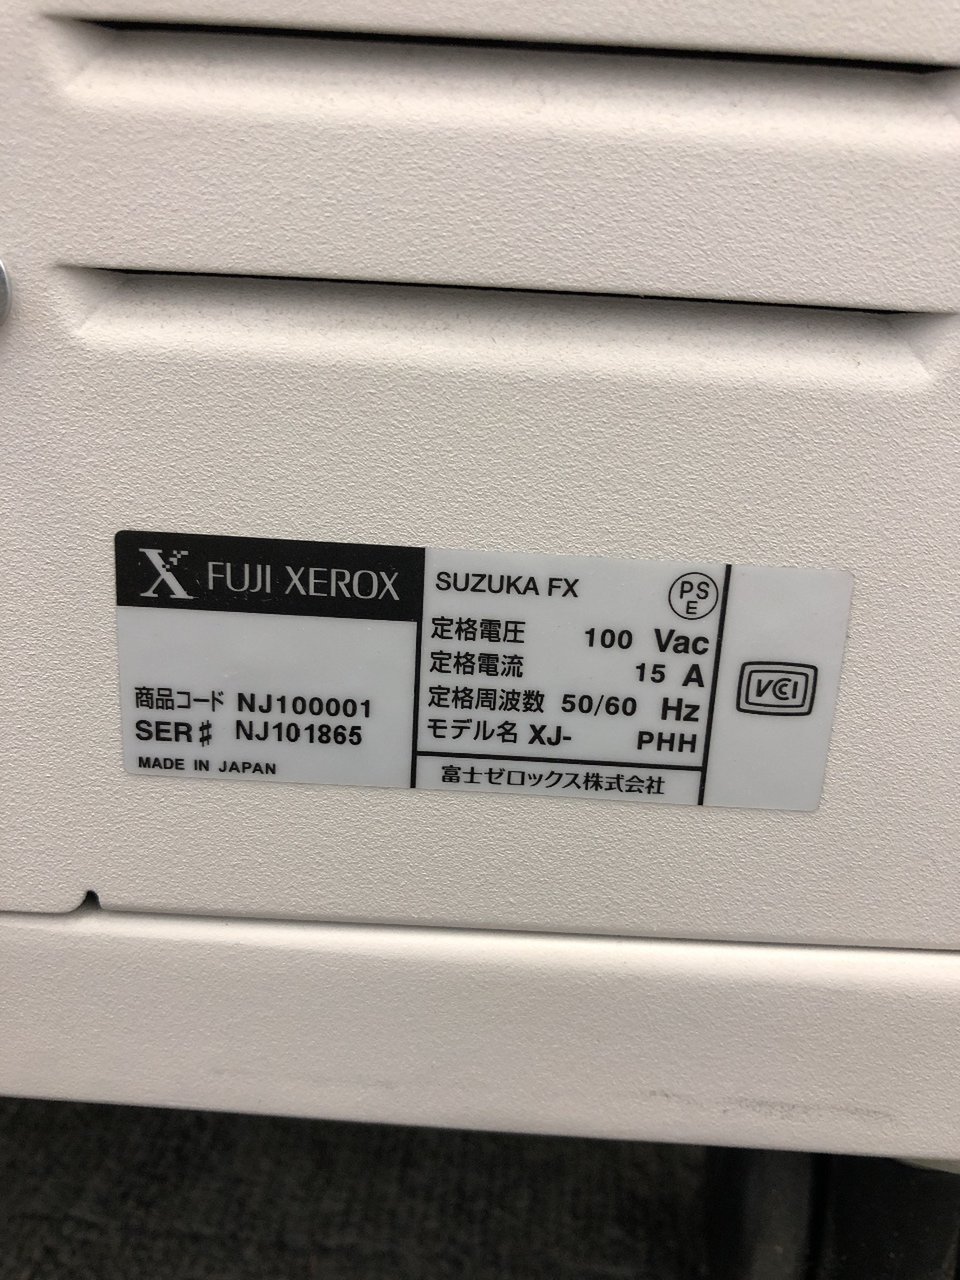 FUJI XEROX
商品コード NJ100001
SER# NJ101865
MADE IN JAPAN
SUZUKA FX
PS
E
定格電圧 100 Vac
定格電流 15 A
定格周波数 50/60 Hz
モデル名 XJ- PHH
富士ゼロックス株式会社
VCCI